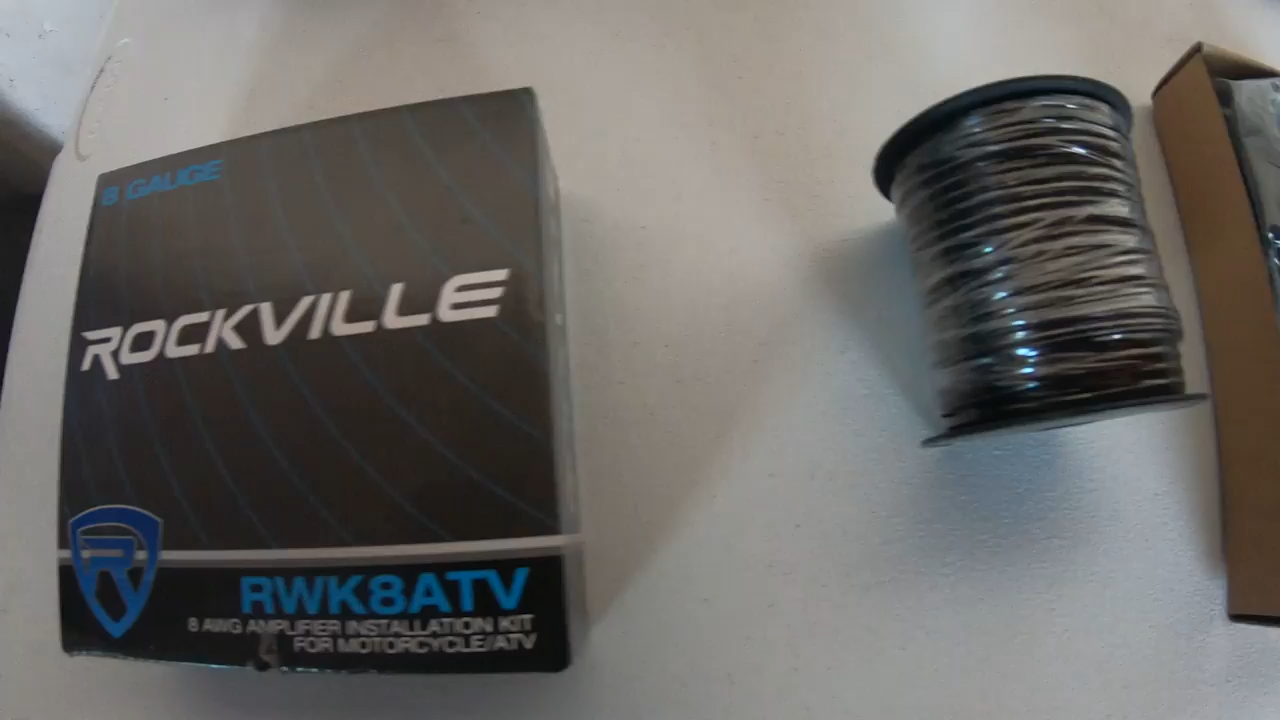 8 GAUGE
ROCKVILLE
R
RWK8ATV
8 AWG AMPLIFIER INSTALLATION KIT
FOR MOTORCYCLE/ATV